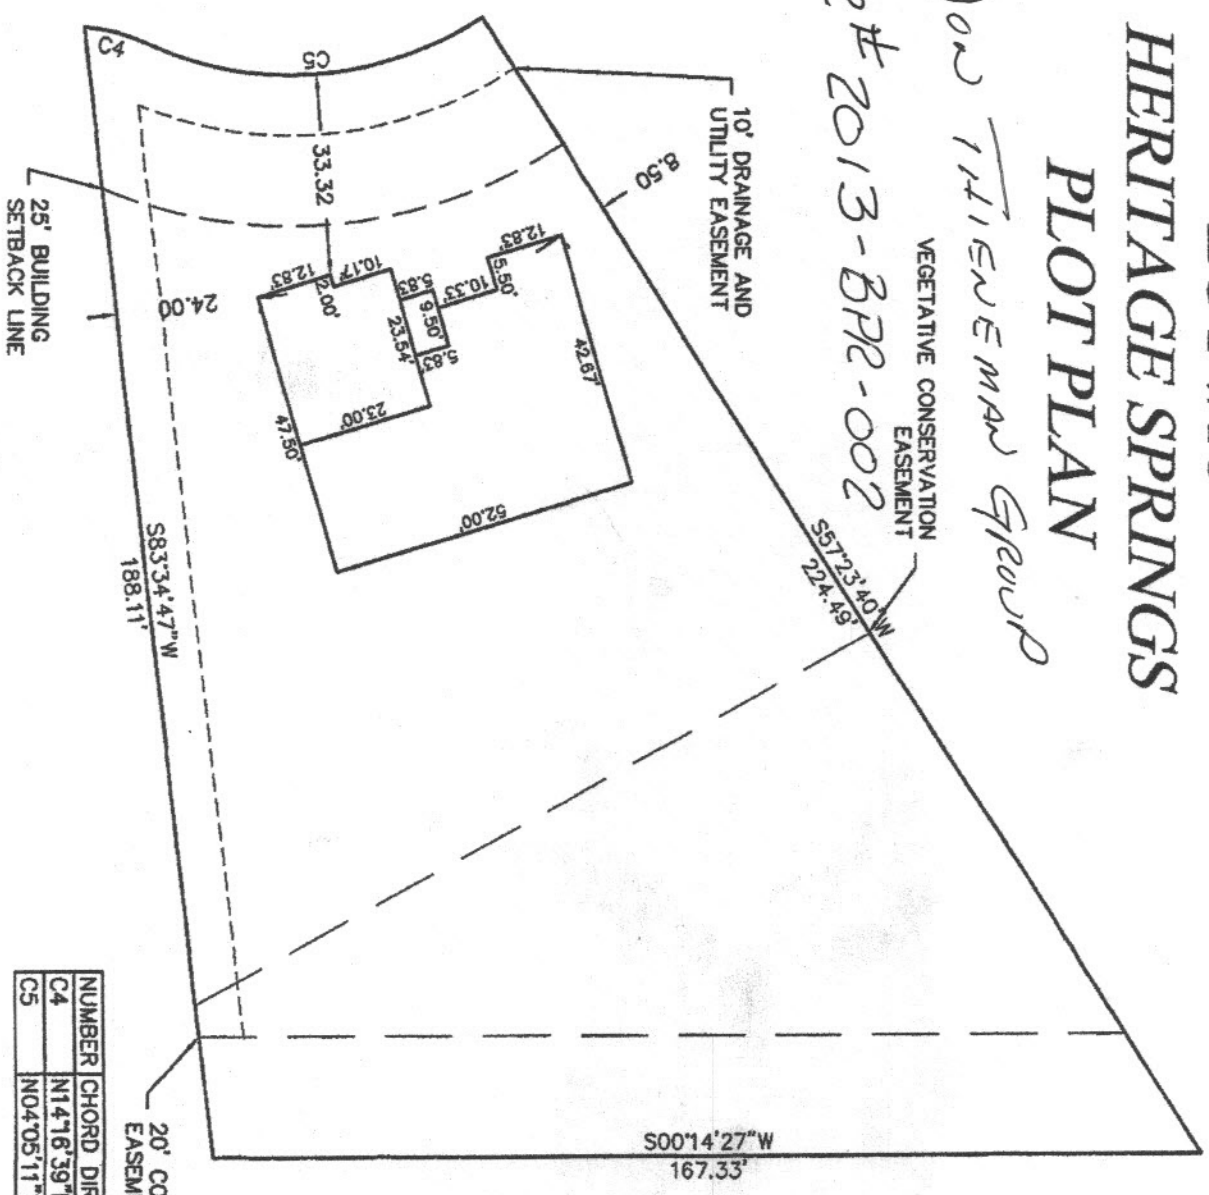 HERITAGE SPRINGS
PLOT PLAN
ON THIENEMAN GROUP
# 2013-BPR-002
VEGETATIVE CONSERVATION
EASEMENT
10' DRAINAGE AND
UTILITY EASEMENT
8.50
S57°23'40"W
224.49'
C4
C5
33.32
12.83'
5.50'
10.33'
5.83'
9.50'
5.83'
23.54'
10.17'
2.00'
12.83'
42.67'
23.00'
47.50'
52.00'
24.00
25' BUILDING
SETBACK LINE
S83°34'47"W
188.11'
S00°14'27"W
167.33'
20' CO
EASEM
NUMBER CHORD DIR
C4 N14°16'39"
C5 N04°05'11"